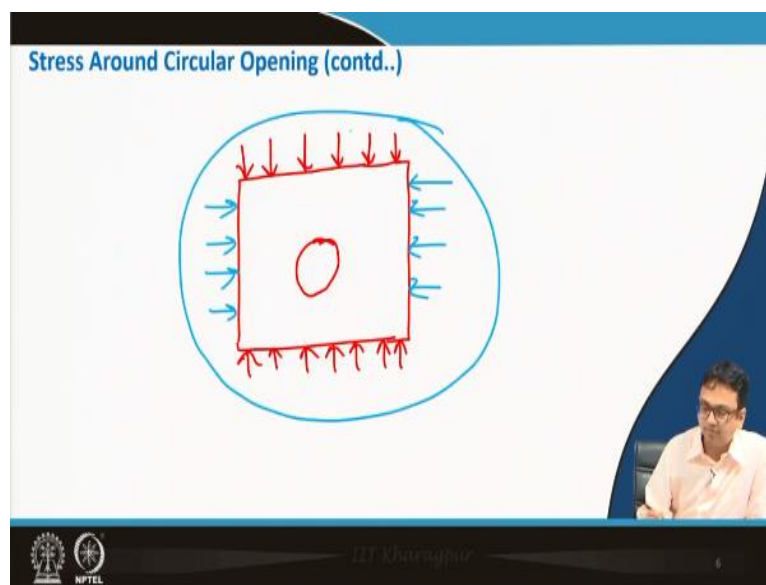 Stress Around Circular Opening (contd..)
NPTEL
IIT Kharagpur
6